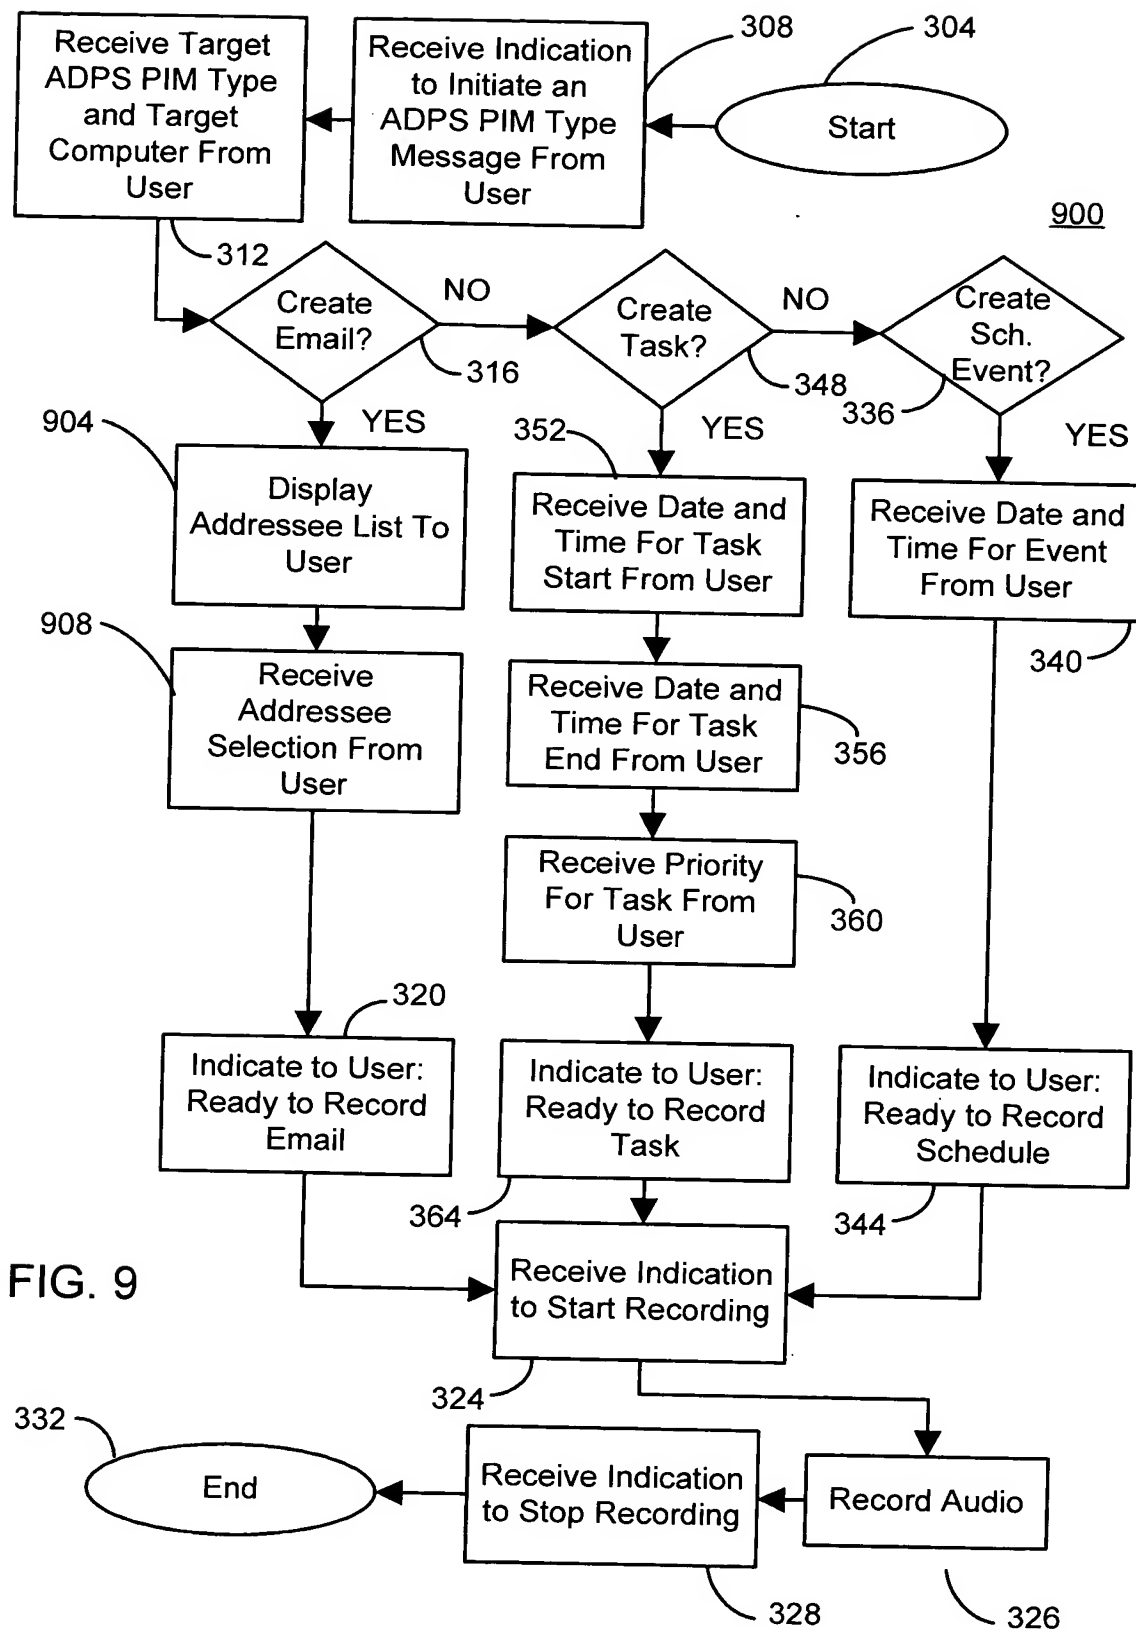 Receive Target
ADPS PIM Type
and Target
Computer From
User
Receive Indication
to Initiate an
ADPS PIM Type
Message From
User
308
304
Start
900
312
Create
Email?
NO
316
Create
Task?
NO
348
Create
Sch.
Event?
336
YES
904
Display
Addressee List To
User
352
YES
Receive Date and
Time For Task
Start From User
YES
Receive Date and
Time For Event
From User
340
908
Receive
Addressee
Selection From
User
Receive Date and
Time For Task
End From User
356
Receive Priority
For Task From
User
360
320
Indicate to User:
Ready to Record
Email
Indicate to User:
Ready to Record
Task
364
Indicate to User:
Ready to Record
Schedule
344
FIG. 9
Receive Indication
to Start Recording
324
332
End
Receive Indication
to Stop Recording
328
Record Audio
326